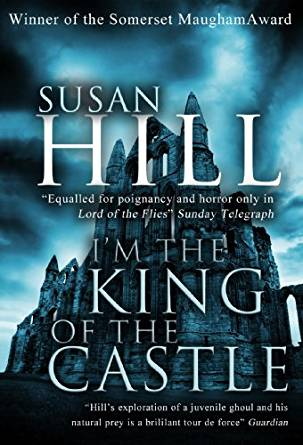 Winner of the Somerset MaughamAward
SUSAN
HILL
“Equalled for poignancy and horror only in
Lord of the Flies” Sunday Telegraph
I'M THE
KING
OF THE
CASTLE
“Hill's exploration of a juvenile ghoul and his
natural prey is a brililant tour de force” Guardian